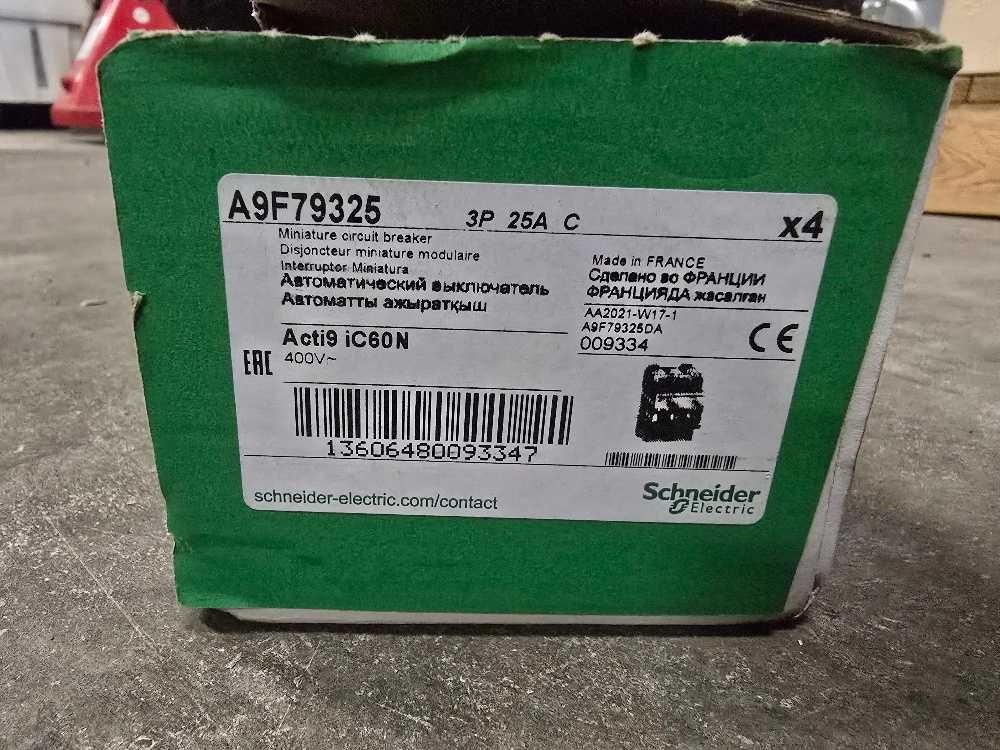 A9F79325 3P 25A C x4
Miniature circuit breaker
Disjoncteur miniature modulaire
Interruptor Miniatura
Автоматический выключатель
Автоматты ажыратқыш
Made in FRANCE
Сделано во ФРАНЦИИ
ФРАНЦИЯДА жасалған
AA2021-W17-1
A9F79325DA
009334
CE
Acti9 iC60N
EAC 400V~
13606480093347
schneider-electric.com/contact
Schneider
Electric